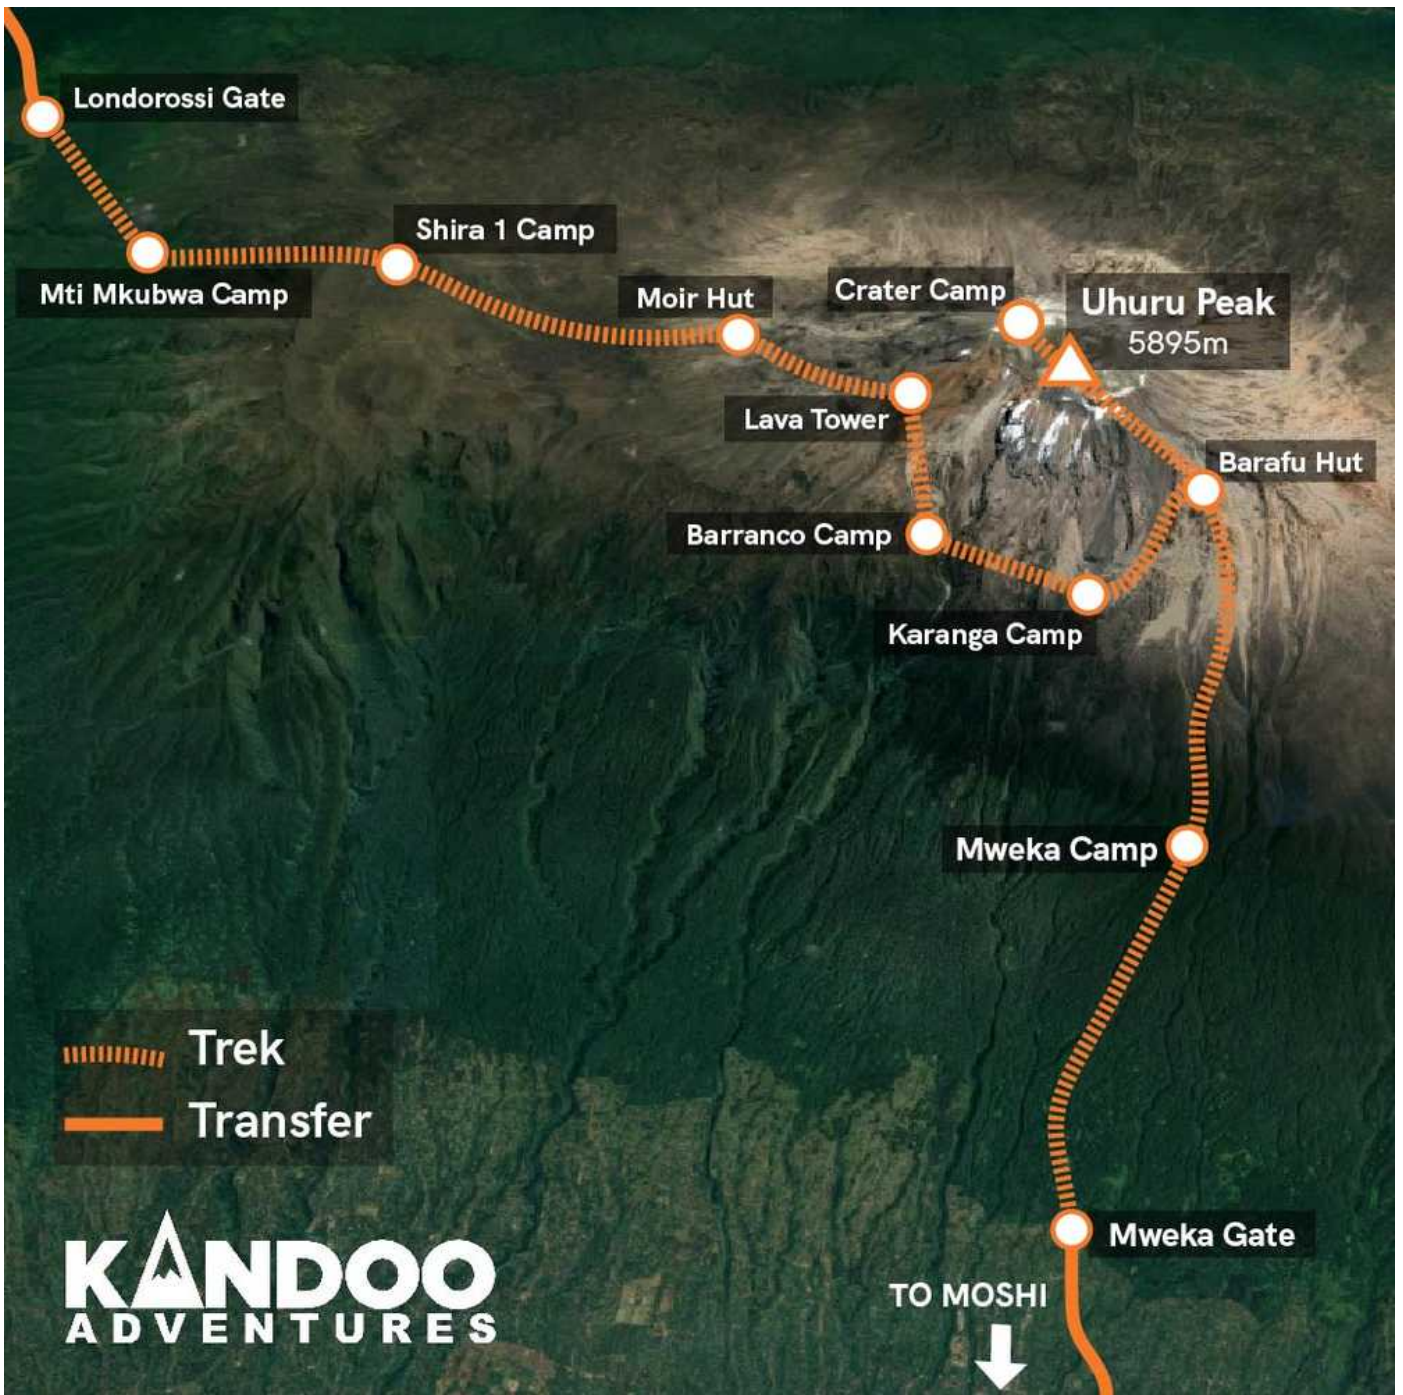 Londorossi Gate
Shira 1 Camp
Mti Mkubwa Camp
Moir Hut
Crater Camp
Uhuru Peak
5895m
Lava Tower
Barafu Hut
Barranco Camp
Karanga Camp
Mweka Camp
Trek
Transfer
Mweka Gate
KANDOO
ADVENTURES
TO MOSHI